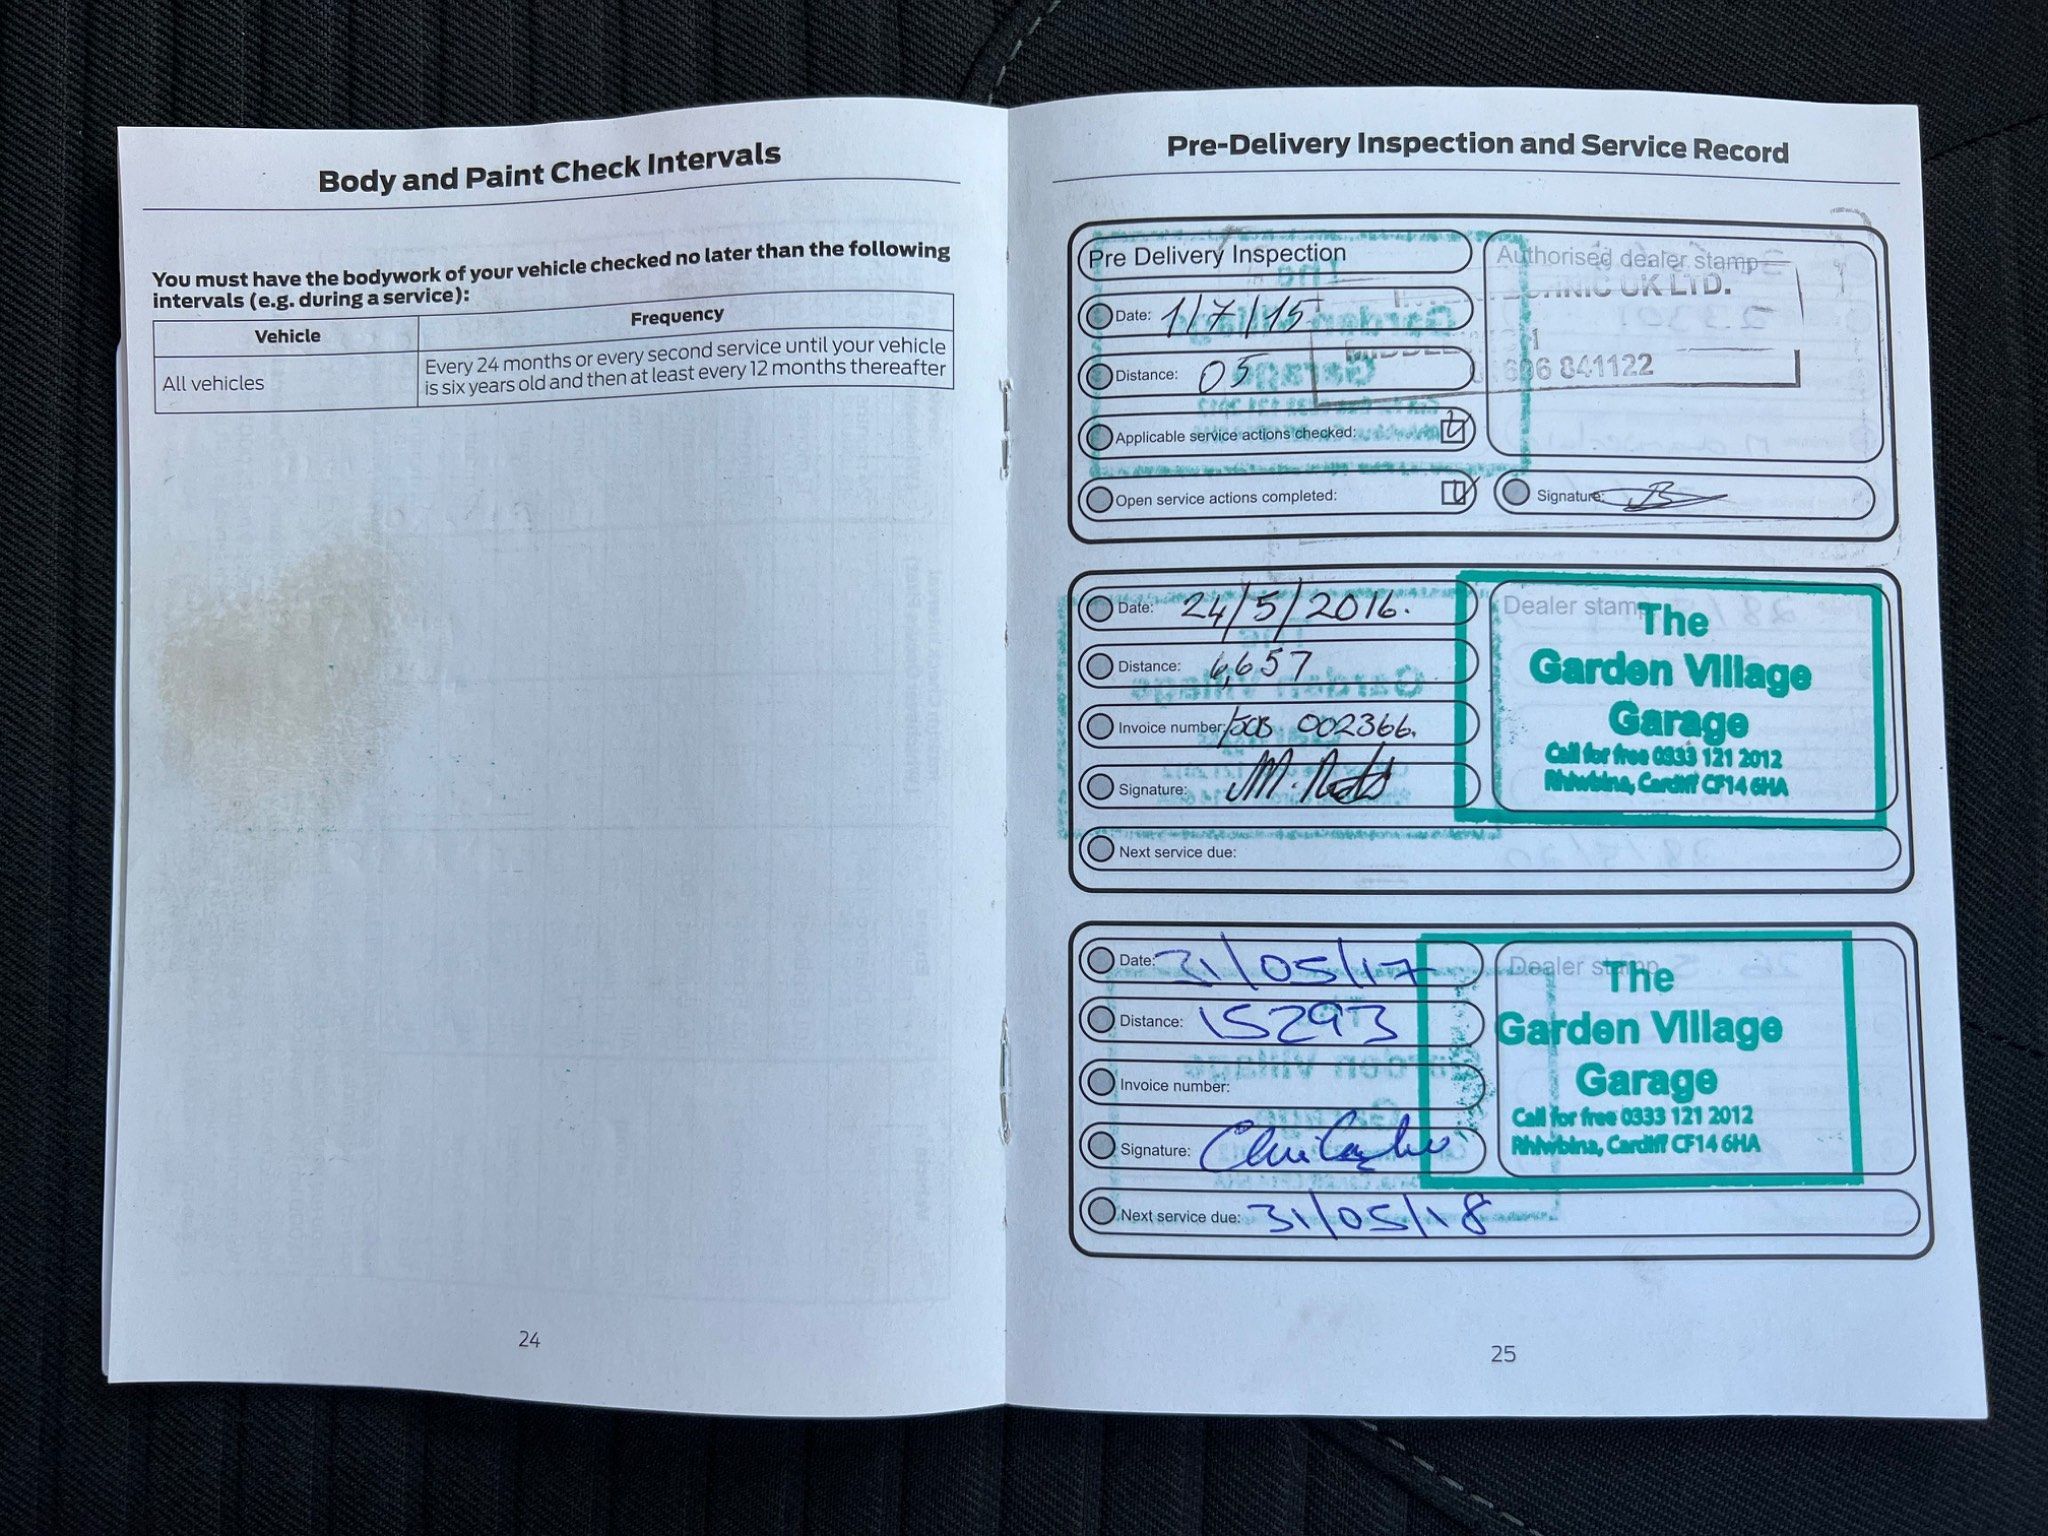 Body and Paint Check Intervals
You must have the bodywork of your vehicle checked no later than the following
intervals (e.g. during a service):
Vehicle Frequency
All vehicles Every 24 months or every second service until your vehicle
is six years old and then at least every 12 months thereafter
24
Pre-Delivery Inspection and Service Record
Pre Delivery Inspection
Date: 1/7/15
Distance: 05
Applicable service actions checked:
Open service actions completed:
Authorised dealer stamp
UK LTD.
606 841122
Signature:
Date: 24/5/2016.
Distance: 6,657
Invoice number: 002366.
Signature:
Next service due:
Dealer stamp
The
Garden Village
Garage
Call for free 0333 121 2012
Rhiwbina, Cardiff CF14 6HA
Date: 31/05/17
Distance: 15293
Invoice number:
Signature:
Next service due: 31/05/18
Dealer stamp
The
Garden Village
Garage
Call for free 0333 121 2012
Rhiwbina, Cardiff CF14 6HA
25